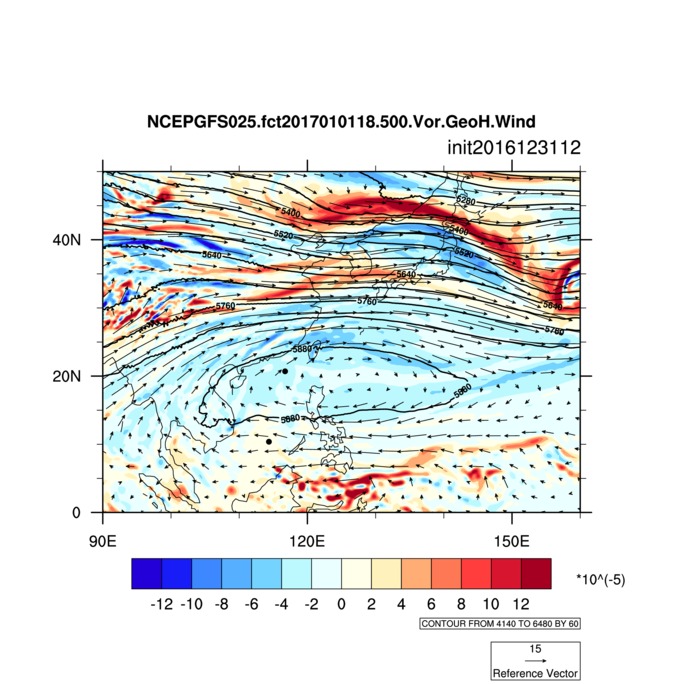 NCEPGFS025.fct2017010118.500.Vor.GeoH.Wind
init2016123112
5280
5400
5400
5520
5520
40N
5640
5640
5640
5760
5760
5760
5880
20N
5880
5880
0
90E 120E 150E
-12 -10 -8 -6 -4 -2 0 2 4 6 8 10 12
*10^(-5)
CONTOUR FROM 4140 TO 6480 BY 60
15
Reference Vector